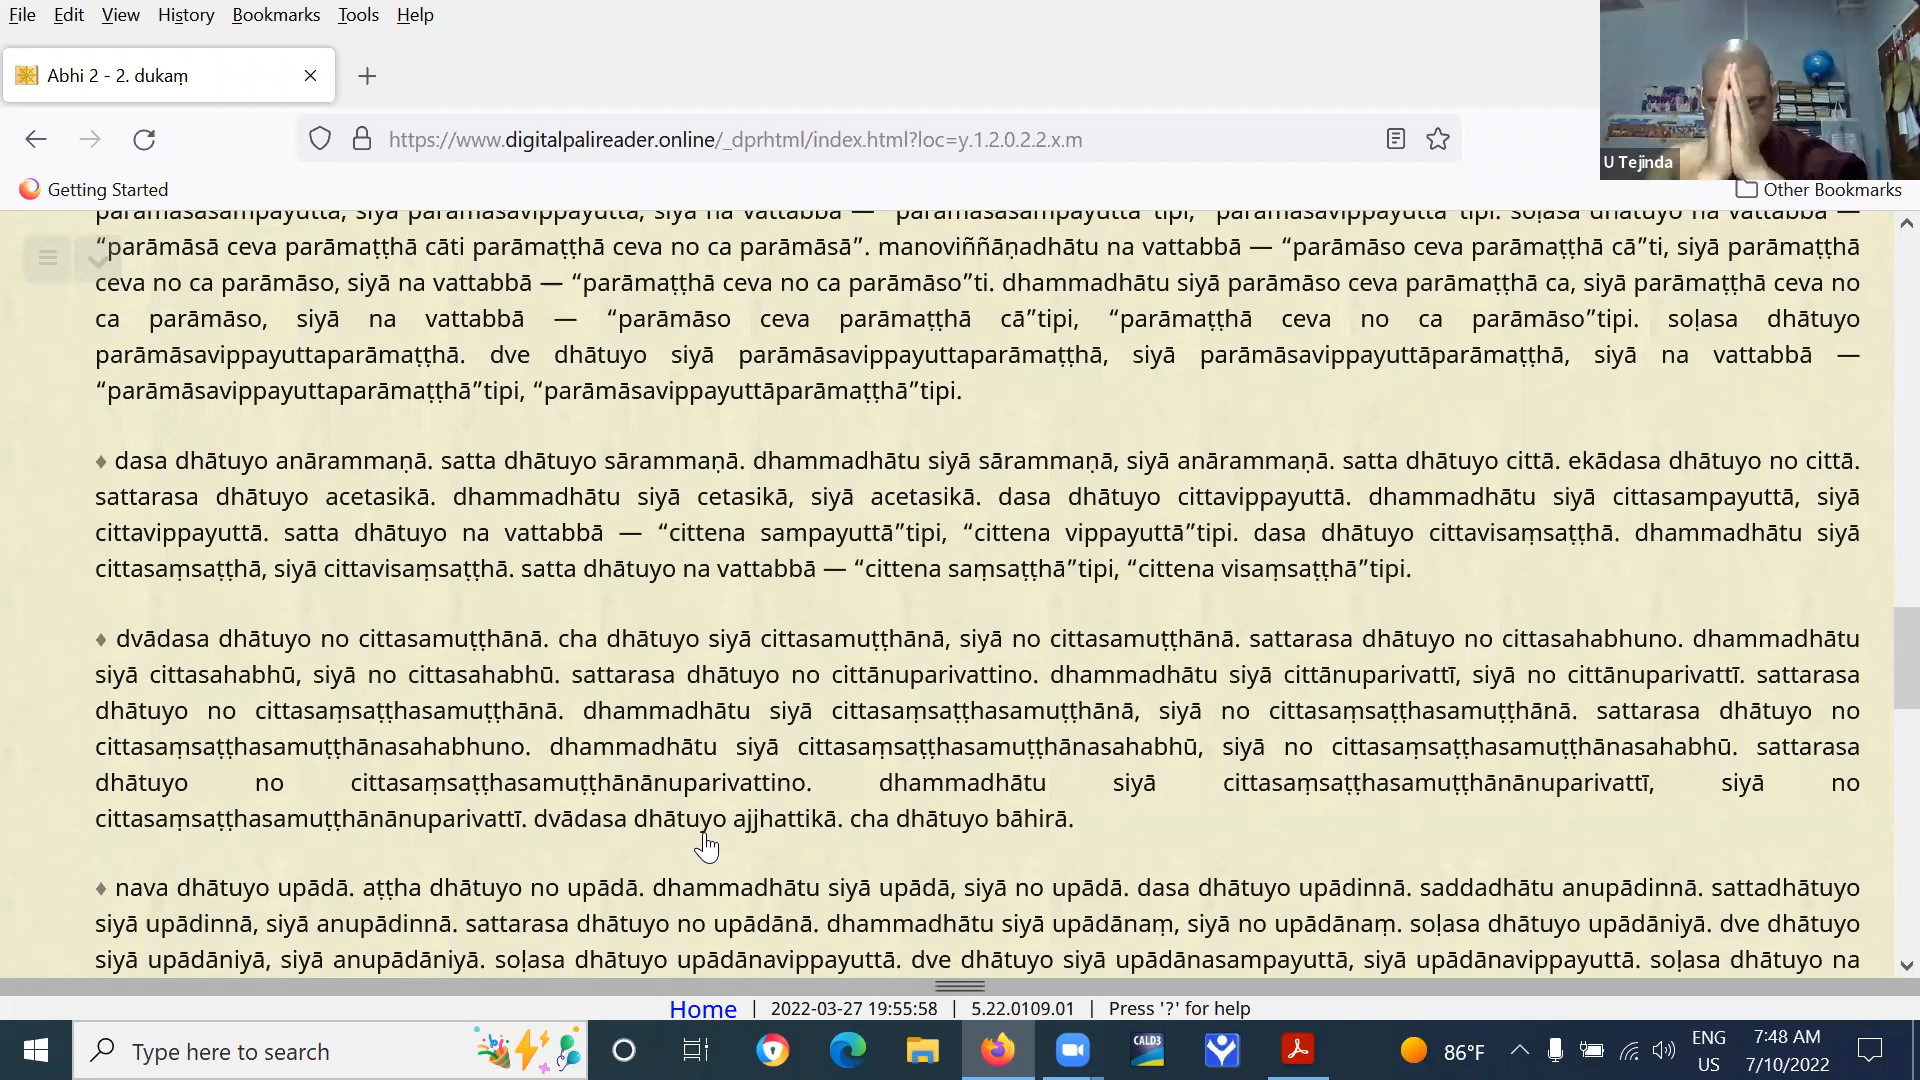 File Edit View History Bookmarks Tools Help
Abhi 2 - 2. dukaṃ
https://www.digitalpalireader.online/_dprhtml/index.html?loc=y.1.2.0.2.2.x.m
U Tejinda
Getting Started
Other Bookmarks
parāmāsasampayuttā, siyā parāmāsavippayuttā, siyā na vattabbā — “parāmāsasampayuttā”tipi, “parāmāsavippayuttā”tipi. soḷasa dhātuyo na vattabbā —
“parāmāsā ceva parāmaṭṭhā cāti parāmaṭṭhā ceva no ca parāmāsā”. manoviññāṇadhātu na vattabbā — “parāmāso ceva parāmaṭṭhā cā”ti, siyā parāmaṭṭhā
ceva no ca parāmāso, siyā na vattabbā — “parāmaṭṭhā ceva no ca parāmāso”ti. dhammadhātu siyā parāmāso ceva parāmaṭṭhā ca, siyā parāmaṭṭhā ceva no
ca parāmāso, siyā na vattabbā — “parāmāso ceva parāmaṭṭhā cā”tipi, “parāmaṭṭhā ceva no ca parāmāso”tipi. soḷasa dhātuyo
parāmāsavippayuttaparāmaṭṭhā. dve dhātuyo siyā parāmāsavippayuttaparāmaṭṭhā, siyā parāmāsavippayuttāparāmaṭṭhā, siyā na vattabbā —
“parāmāsavippayuttaparāmaṭṭhā”tipi, “parāmāsavippayuttāparāmaṭṭhā”tipi.
♦ dasa dhātuyo anārammaṇā. satta dhātuyo sārammaṇā. dhammadhātu siyā sārammaṇā, siyā anārammaṇā. satta dhātuyo cittā. ekādasa dhātuyo no cittā.
sattarasa dhātuyo acetasikā. dhammadhātu siyā cetasikā, siyā acetasikā. dasa dhātuyo cittavippayuttā. dhammadhātu siyā cittasampayuttā, siyā
cittavippayuttā. satta dhātuyo na vattabbā — “cittena sampayuttā”tipi, “cittena vippayuttā”tipi. dasa dhātuyo cittavisaṃsaṭṭhā. dhammadhātu siyā
cittasaṃsaṭṭhā, siyā cittavisaṃsaṭṭhā. satta dhātuyo na vattabbā — “cittena saṃsaṭṭhā”tipi, “cittena visaṃsaṭṭhā”tipi.
♦ dvādasa dhātuyo no cittasamuṭṭhānā. cha dhātuyo siyā cittasamuṭṭhānā, siyā no cittasamuṭṭhānā. sattarasa dhātuyo no cittasahabhuno. dhammadhātu
siyā cittasahabhū, siyā no cittasahabhū. sattarasa dhātuyo no cittānuparivattino. dhammadhātu siyā cittānuparivattī, siyā no cittānuparivattī. sattarasa
dhātuyo no cittasaṃsaṭṭhasamuṭṭhānā. dhammadhātu siyā cittasaṃsaṭṭhasamuṭṭhānā, siyā no cittasaṃsaṭṭhasamuṭṭhānā. sattarasa dhātuyo no
cittasaṃsaṭṭhasamuṭṭhānasahabhuno. dhammadhātu siyā cittasaṃsaṭṭhasamuṭṭhānasahabhū, siyā no cittasaṃsaṭṭhasamuṭṭhānasahabhū. sattarasa
dhātuyo no cittasaṃsaṭṭhasamuṭṭhānānuparivattino. dhammadhātu siyā cittasaṃsaṭṭhasamuṭṭhānānuparivattī, siyā no
cittasaṃsaṭṭhasamuṭṭhānānuparivattī. dvādasa dhātuyo ajjhattikā. cha dhātuyo bāhirā.
♦ nava dhātuyo upādā. aṭṭha dhātuyo no upādā. dhammadhātu siyā upādā, siyā no upādā. dasa dhātuyo upādinnā. saddadhātu anupādinnā. sattadhātuyo
siyā upādinnā, siyā anupādinnā. sattarasa dhātuyo no upādānā. dhammadhātu siyā upādānaṃ, siyā no upādānaṃ. soḷasa dhātuyo upādāniyā. dve dhātuyo
siyā upādāniyā, siyā anupādāniyā. soḷasa dhātuyo upādānavippayuttā. dve dhātuyo siyā upādānasampayuttā, siyā upādānavippayuttā. soḷasa dhātuyo na
Home | 2022-03-27 19:55:58 | 5.22.0109.01 | Press '?' for help
Type here to search
CALD3
86°F
ENG
US
7:48 AM
7/10/2022